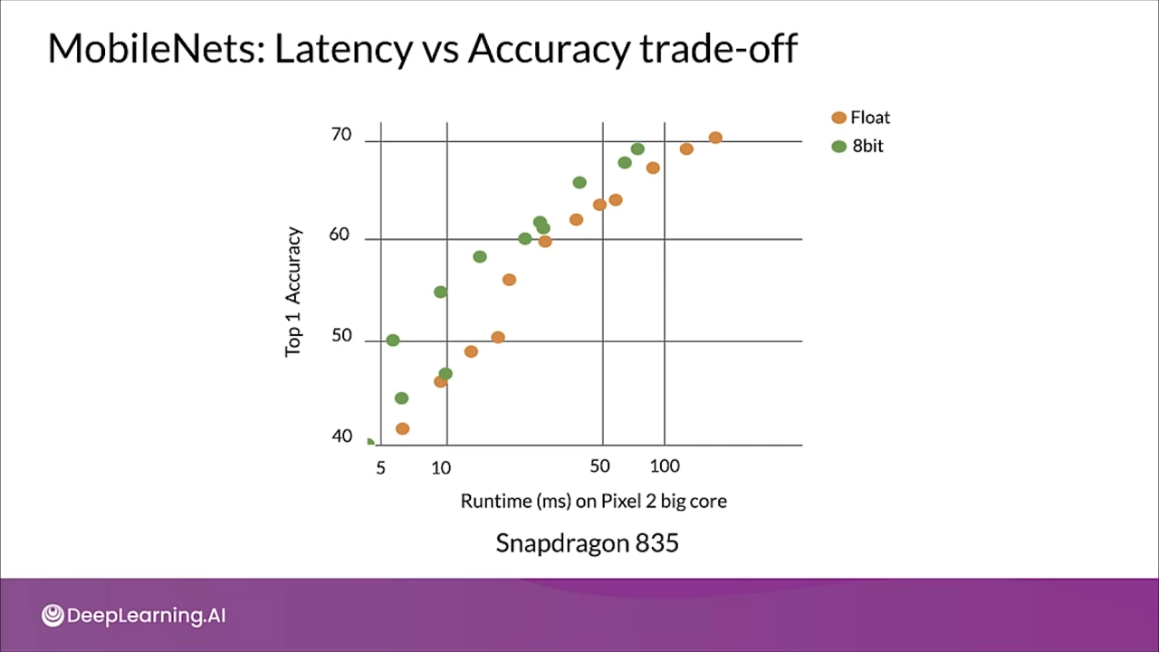 MobileNets: Latency vs Accuracy trade-off
Float
8bit
70
60
50
40
Top 1 Accuracy
5 10 50 100
Runtime (ms) on Pixel 2 big core
Snapdragon 835
DeepLearning.AI